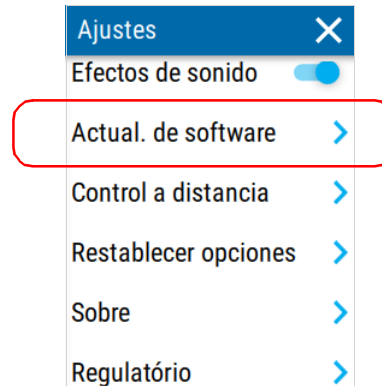 Ajustes
Efectos de sonido
Actual. de software
Control a distancia
Restablecer opciones
Sobre
Regulatório